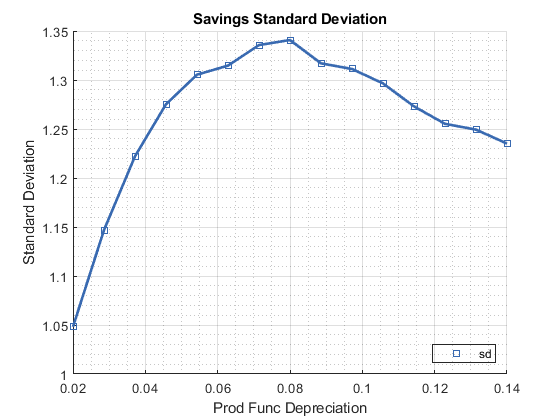 Savings Standard Deviation
1.35
1.3
1.25
1.2
1.15
1.1
1.05
1
Standard Deviation
sd
0.02 0.04 0.06 0.08 0.1 0.12 0.14
Prod Func Depreciation